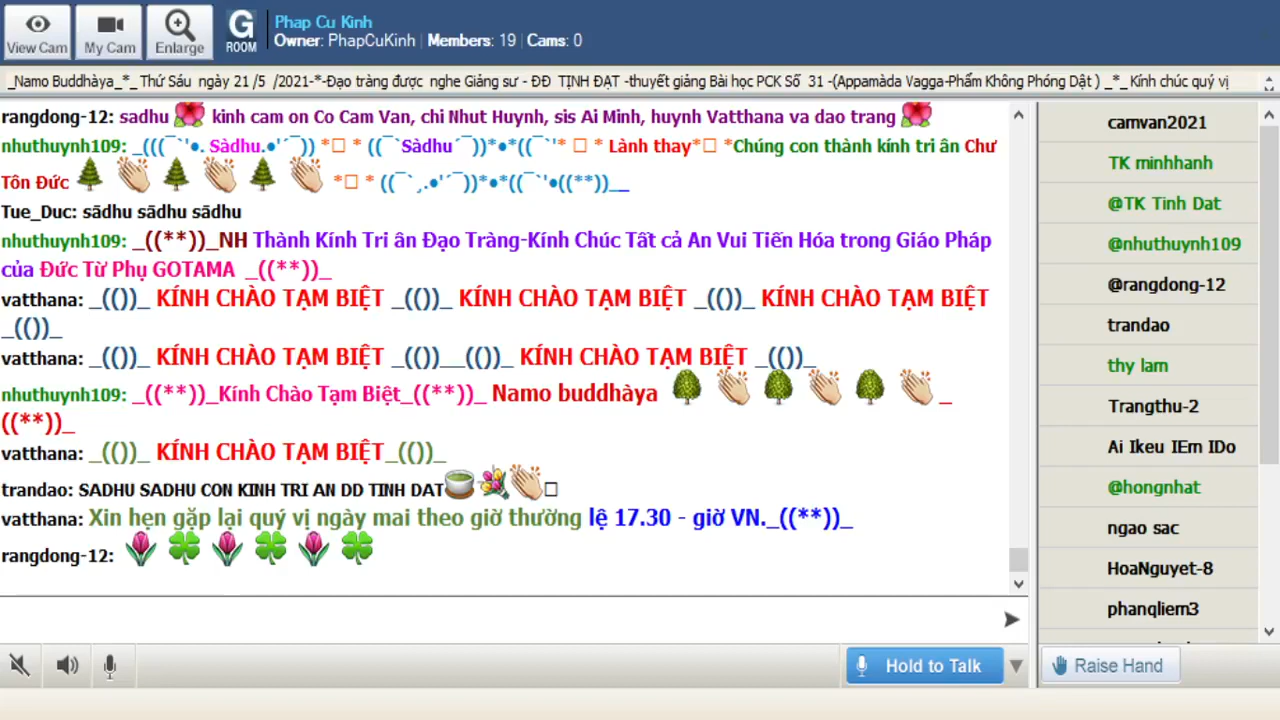 View Cam
My Cam
Enlarge
G
ROOM
Phap Cu Kinh
Owner: PhapCuKinh | Members: 19 | Cams: 0
_Namo Buddhàya_*_ Thứ Sáu ngày 21 /5 /2021-*-Đạo tràng được nghe Giảng sư - ĐĐ TỊNH ĐẠT -thuyết giảng Bài học PCK Số 31 -(Appamàda Vagga-Phẩm Không Phóng Dật ) _*_ Kính chúc quý vị
rangdong-12: sadhu kinh cam on Co Cam Van, chi Nhut Huynh, sis Ai Minh, huynh Vatthana va dao trang
nhuthuynh109: _(((¯`'•. Sàdhu.•'´¯)) *▯ * ((¯`Sàdhu´¯))*•*((¯`'* ▯ * Lành thay*▯ *Chúng con thành kính tri ân Chư
Tôn Đức *▯ * ((¯`¸.•'´¯))*•*((¯`'•((**))__
Tue_Duc: sādhu sādhu sādhu
nhuthuynh109: _((**))_NH Thành Kính Tri ân Đạo Tràng-Kính Chúc Tất cả An Vui Tiến Hóa trong Giáo Pháp
của Đức Từ Phụ GOTAMA _((**))_
vatthana: _(())_ KÍNH CHÀO TẠM BIỆT _(())_ KÍNH CHÀO TẠM BIỆT _(())_ KÍNH CHÀO TẠM BIỆT
_(())_
vatthana: _(())_ KÍNH CHÀO TẠM BIỆT _(())__(())_ KÍNH CHÀO TẠM BIỆT _(())_
nhuthuynh109: _((**))_Kính Chào Tạm Biệt_((**))_ Namo buddhàya _
((**))_
vatthana: _(())_ KÍNH CHÀO TẠM BIỆT_(())_
trandao: SADHU SADHU CON KINH TRI AN DD TINH DAT
vatthana: Xin hẹn gặp lại quý vị ngày mai theo giờ thường lệ 17.30 - giờ VN._((**))_
rangdong-12:
camvan2021
TK minhhanh
@TK Tinh Dat
@nhuthuynh109
@rangdong-12
trandao
thy lam
Trangthu-2
Ai Ikeu IEm IDo
@hongnhat
ngao sac
HoaNguyet-8
phanqliem3
Hold to Talk
Raise Hand